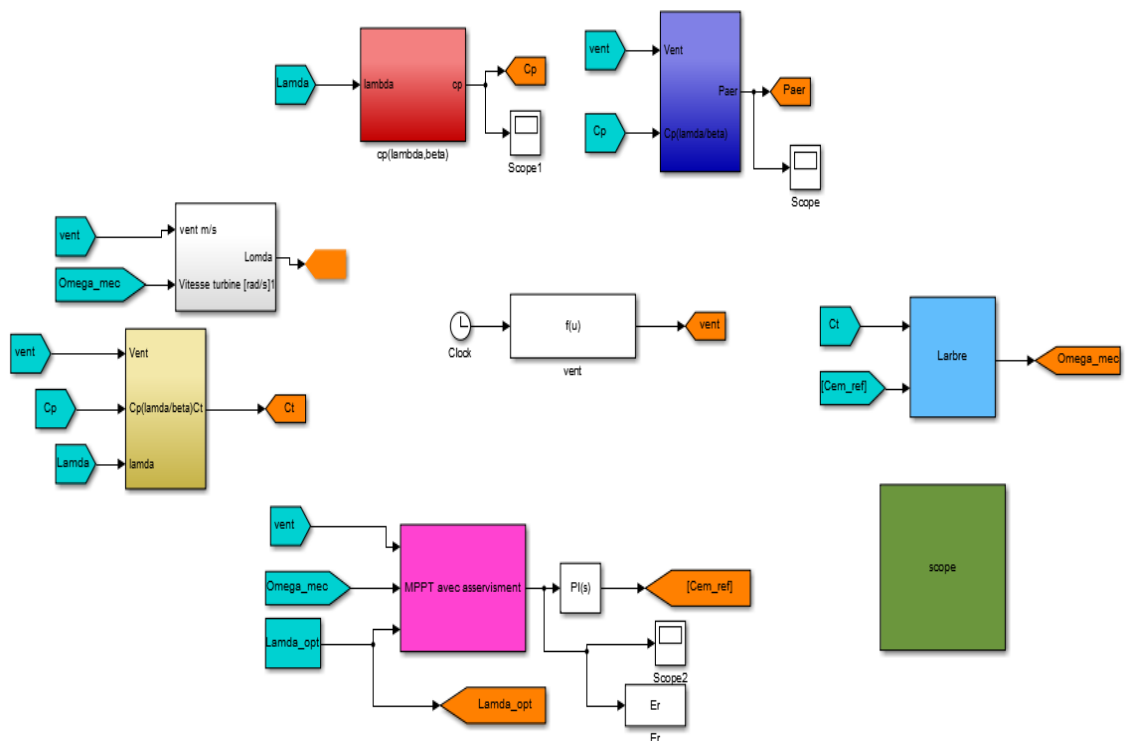 Lamda
lambda
cp
Cp
cp(lambda,beta)
Scope1
vent
Vent
Cp
Cp(lamda/beta)
Paer
Paer
Scope
vent
vent m/s
Lomda
Omega_mec
Vitesse turbine [rad/s]1
Clock
f(u)
vent
vent
Ct
[Cem_ref]
Larbre
Omega_mec
vent
Vent
Cp
Cp(lamda/beta)Ct
Ct
Lamda
lamda
scope
vent
Omega_mec
MPPT avec asservisment
PI(s)
[Cem_ref]
Lamda_opt
Scope2
Lamda_opt
Er
Er